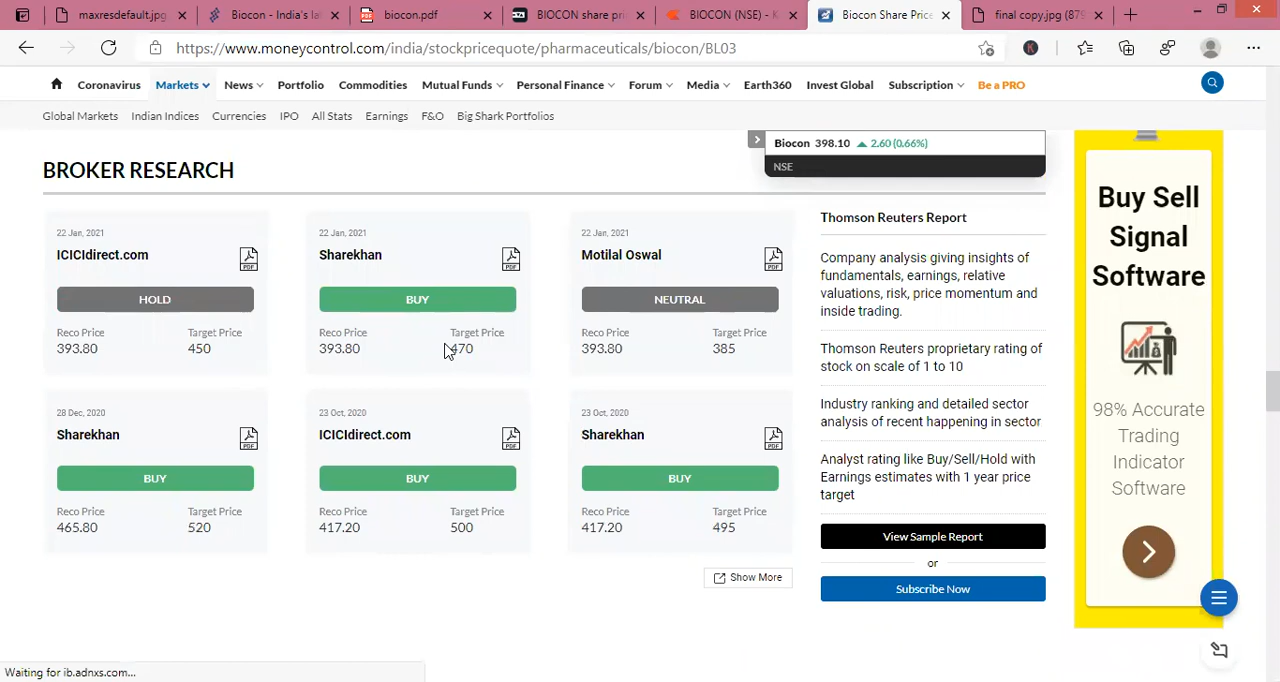 maxresdefault.jpg
Biocon - India's la
biocon.pdf
BIOCON share pri
BIOCON (NSE) - K
Biocon Share Price
final copy.jpg (879
https://www.moneycontrol.com/india/stockpricequote/pharmaceuticals/biocon/BL03
K
Coronavirus Markets News Portfolio Commodities Mutual Funds Personal Finance Forum Media Earth360 Invest Global Subscription Be a PRO
Global Markets Indian Indices Currencies IPO All Stats Earnings F&O Big Shark Portfolios
Biocon 398.10 2.60 (0.66%)
NSE
BROKER RESEARCH
22 Jan, 2021
ICICIdirect.com
PDF
HOLD
Reco Price Target Price
393.80 450
22 Jan, 2021
Sharekhan
PDF
BUY
Reco Price Target Price
393.80 470
22 Jan, 2021
Motilal Oswal
PDF
NEUTRAL
Reco Price Target Price
393.80 385
28 Dec, 2020
Sharekhan
PDF
BUY
Reco Price Target Price
465.80 520
23 Oct, 2020
ICICIdirect.com
PDF
BUY
Reco Price Target Price
417.20 500
23 Oct, 2020
Sharekhan
PDF
BUY
Reco Price Target Price
417.20 495
Show More
Thomson Reuters Report
Company analysis giving insights of
fundamentals, earnings, relative
valuations, risk, price momentum and
inside trading.
Thomson Reuters proprietary rating of
stock on scale of 1 to 10
Industry ranking and detailed sector
analysis of recent happening in sector
Analyst rating like Buy/Sell/Hold with
Earnings estimates with 1 year price
target
View Sample Report
or
Subscribe Now
Buy Sell
Signal
Software
98% Accurate
Trading
Indicator
Software
Waiting for ib.adnxs.com...